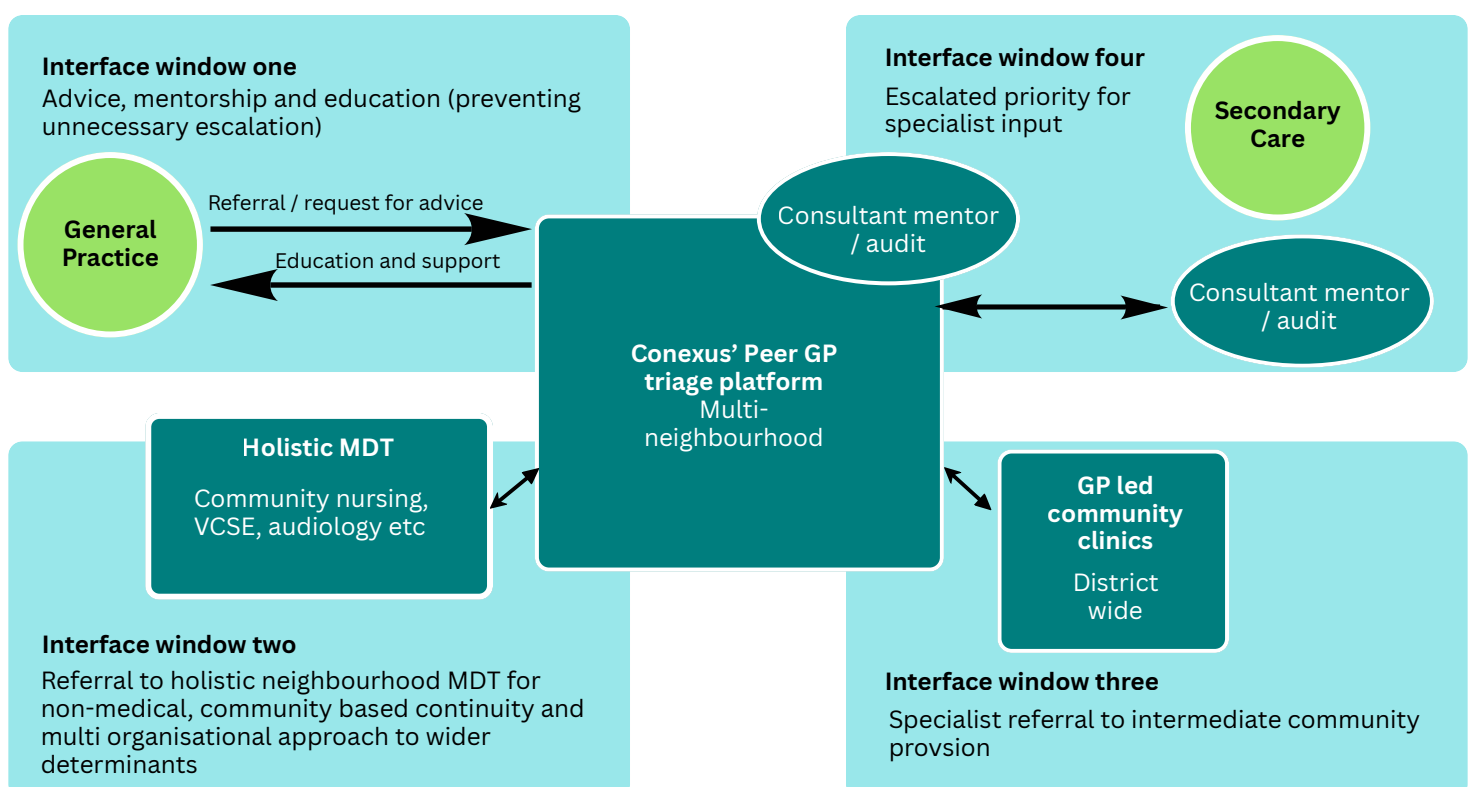 Interface window one
Advice, mentorship and education (preventing
unnecessary escalation)
General
Practice
Referral / request for advice
Education and support
Interface window four
Escalated priority for
specialist input
Secondary
Care
Consultant mentor
/ audit
Consultant mentor
/ audit
Conexus’ Peer GP
triage platform
Multi-
neighbourhood
Holistic MDT
Community nursing,
VCSE, audiology etc
Interface window two
Referral to holistic neighbourhood MDT for
non-medical, community based continuity and
multi organisational approach to wider
determinants
GP led
community
clinics
District
wide
Interface window three
Specialist referral to intermediate community
provsion